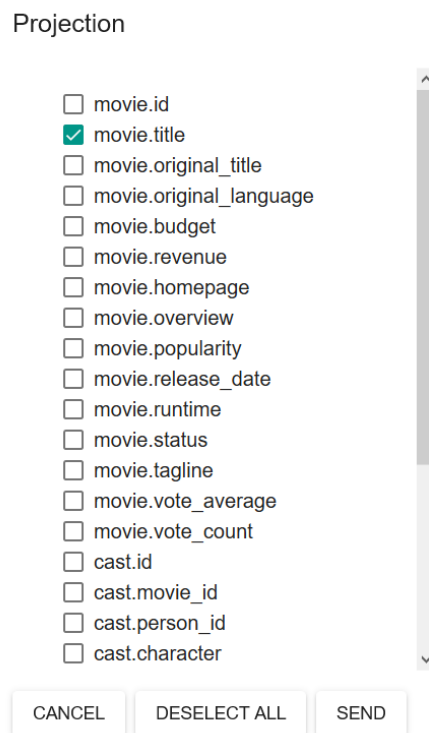 Projection
movie.id
movie.title
movie.original_title
movie.original_language
movie.budget
movie.revenue
movie.homepage
movie.overview
movie.popularity
movie.release_date
movie.runtime
movie.status
movie.tagline
movie.vote_average
movie.vote_count
cast.id
cast.movie_id
cast.person_id
cast.character
CANCEL DESELECT ALL SEND